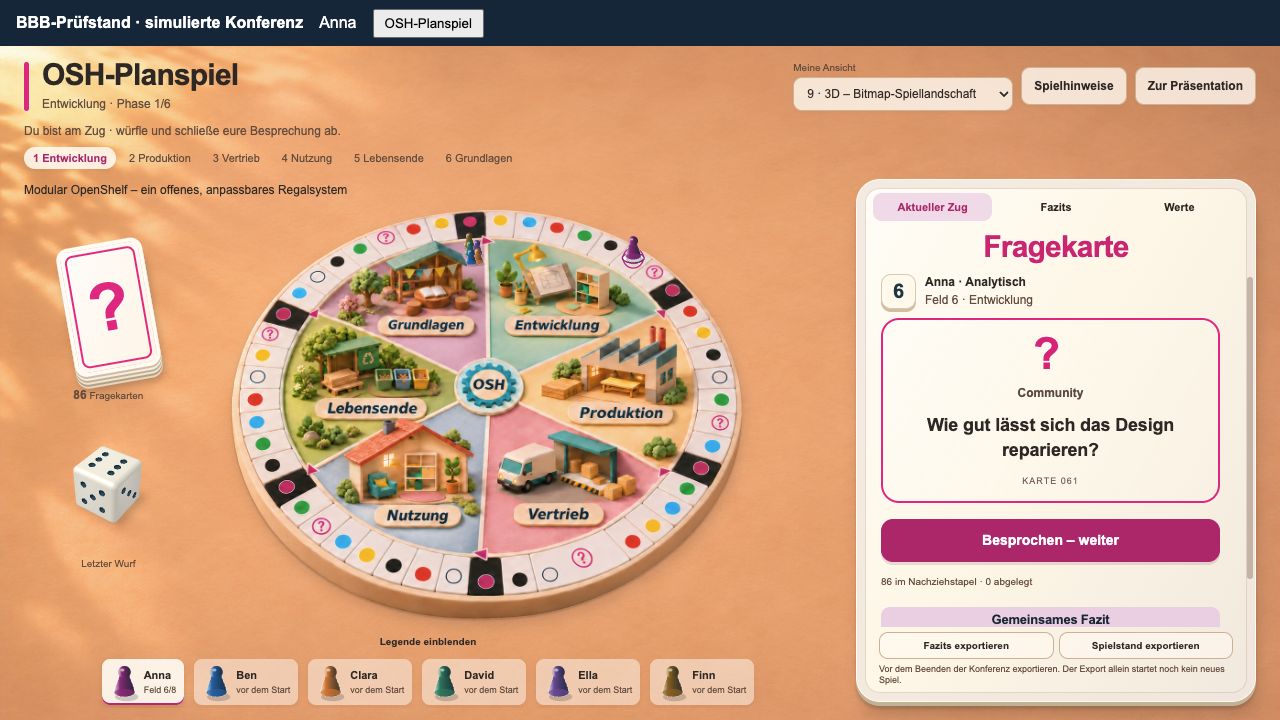 BBB-Prüfstand · simulierte Konferenz
Anna
OSH-Planspiel
OSH-Planspiel
Entwicklung · Phase 1/6
Du bist am Zug · würfle und schließe eure Besprechung ab.
1 Entwicklung
2 Produktion
3 Vertrieb
4 Nutzung
5 Lebensende
6 Grundlagen
Modular OpenShelf – ein offenes, anpassbares Regalsystem
Meine Ansicht
9 · 3D – Bitmap-Spiellandschaft
Spielhinweise
Zur Präsentation
?
86 Fragekarten
Letzter Wurf
Grundlagen
Entwicklung
Lebensende
OSH
Produktion
Nutzung
Vertrieb
?
?
?
?
?
?
Legende einblenden
Anna
Feld 6/8
Ben
vor dem Start
Clara
vor dem Start
David
vor dem Start
Ella
vor dem Start
Finn
vor dem Start
Aktueller Zug
Fazits
Werte
Fragekarte
6
Anna · Analytisch
Feld 6 · Entwicklung
?
Community
Wie gut lässt sich das Design
reparieren?
KARTE 061
Besprochen – weiter
86 im Nachziehstapel · 0 abgelegt
Gemeinsames Fazit
Fazits exportieren
Spielstand exportieren
Vor dem Beenden der Konferenz exportieren. Der Export allein startet noch kein neues
Spiel.